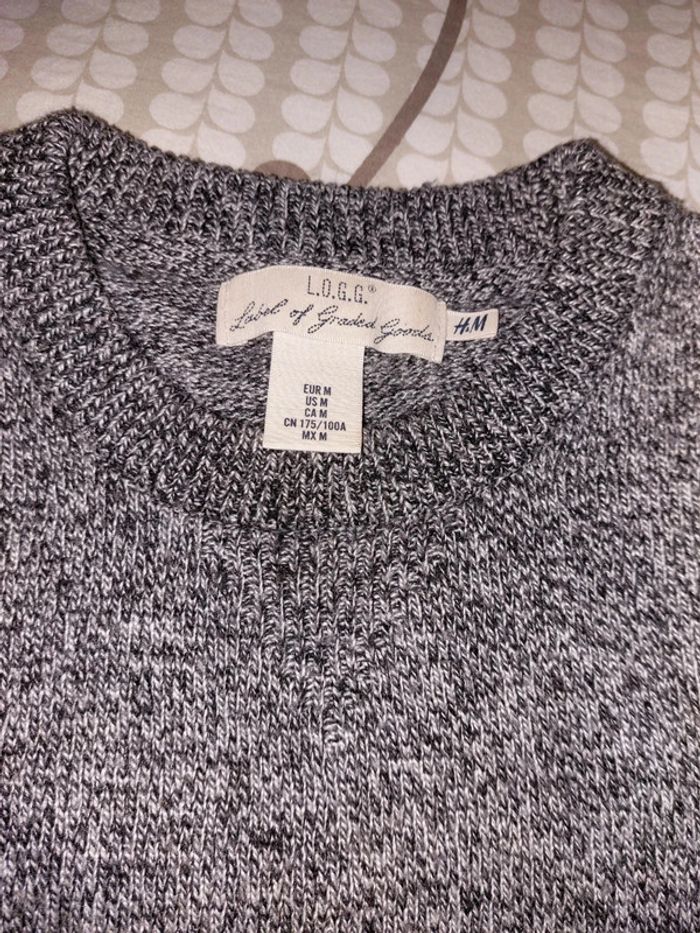 L.O.G.G.®
Label of Graded Goods.
H&M
EUR M
US M
CA M
CN 175/100A
MX M